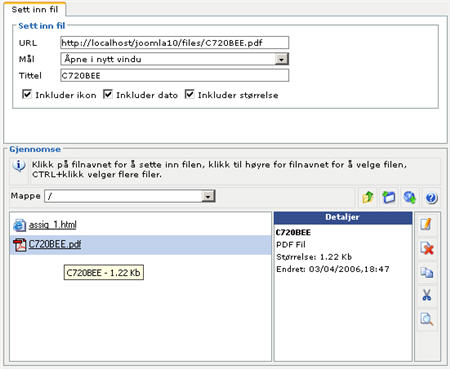 Sett inn fil
Sett inn fil
URL http://localhost/joomla10/files/C720BEE.pdf
Mål Åpne i nytt vindu
Tittel C720BEE
Inkluder ikon Inkluder dato Inkluder størrelse
Gjennomse
Klikk på filnavnet for å sette inn filen, klikk til høyre for filnavnet for å velge filen,
CTRL+klikk velger flere filer.
Mappe /
assig_1.html
C720BEE.pdf
C720BEE - 1.22 Kb
Detaljer
C720BEE
PDF Fil
Størrelse: 1.22 Kb
Endret: 03/04/2006,18:47